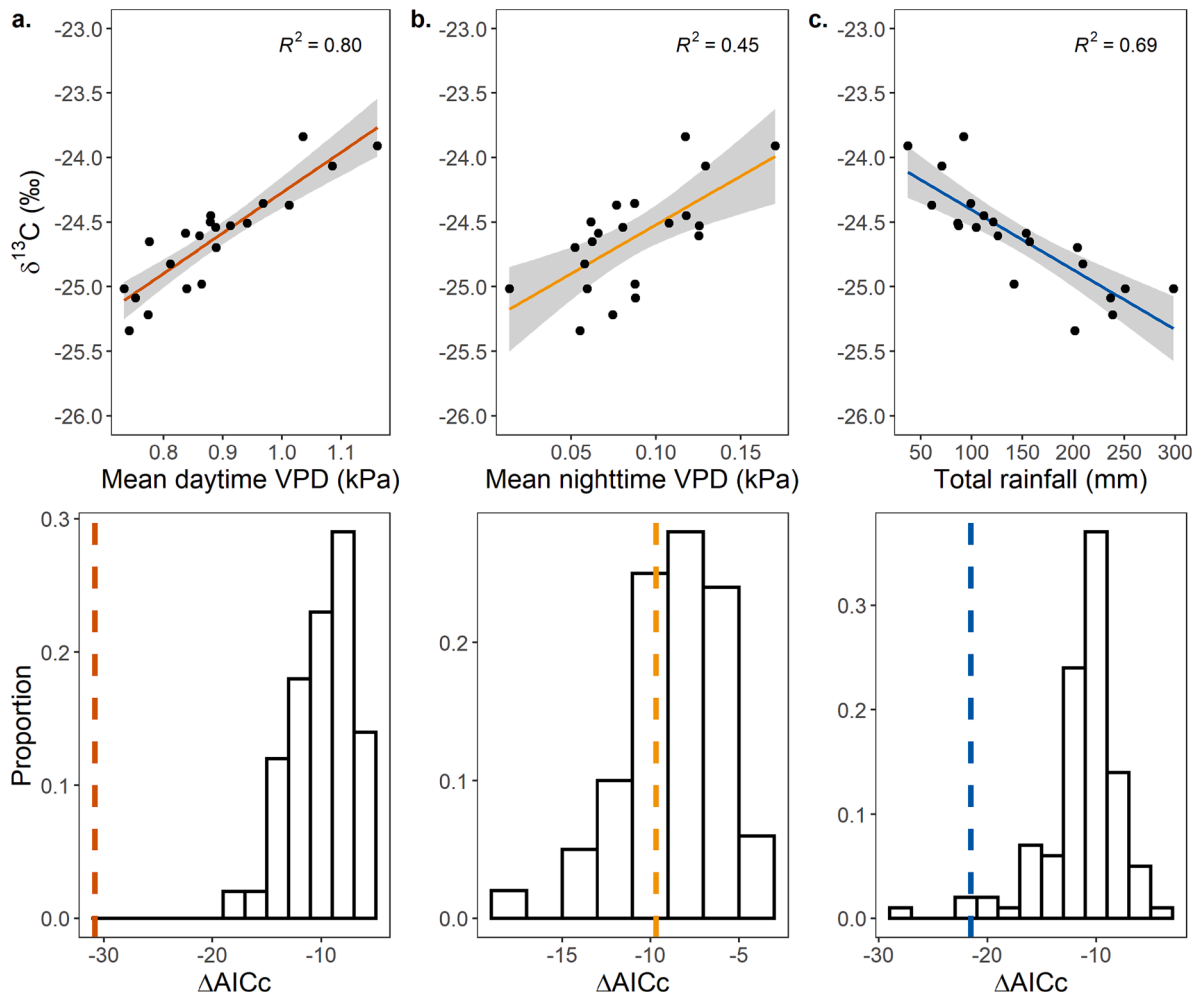 a.
R² = 0.80
-23.0
-23.5
-24.0
-24.5
-25.0
-25.5
-26.0
δ¹³C (‰)
0.8 0.9 1.0 1.1
Mean daytime VPD (kPa)
b.
R² = 0.45
-23.0
-23.5
-24.0
-24.5
-25.0
-25.5
-26.0
0.05 0.10 0.15
Mean nighttime VPD (kPa)
c.
R² = 0.69
-23.0
-23.5
-24.0
-24.5
-25.0
-25.5
-26.0
50 100 150 200 250 300
Total rainfall (mm)
0.3
0.2
0.1
0.0
Proportion
-30 -20 -10
ΔAICc
0.2
0.1
0.0
-15 -10 -5
ΔAICc
0.3
0.2
0.1
0.0
-30 -20 -10
ΔAICc